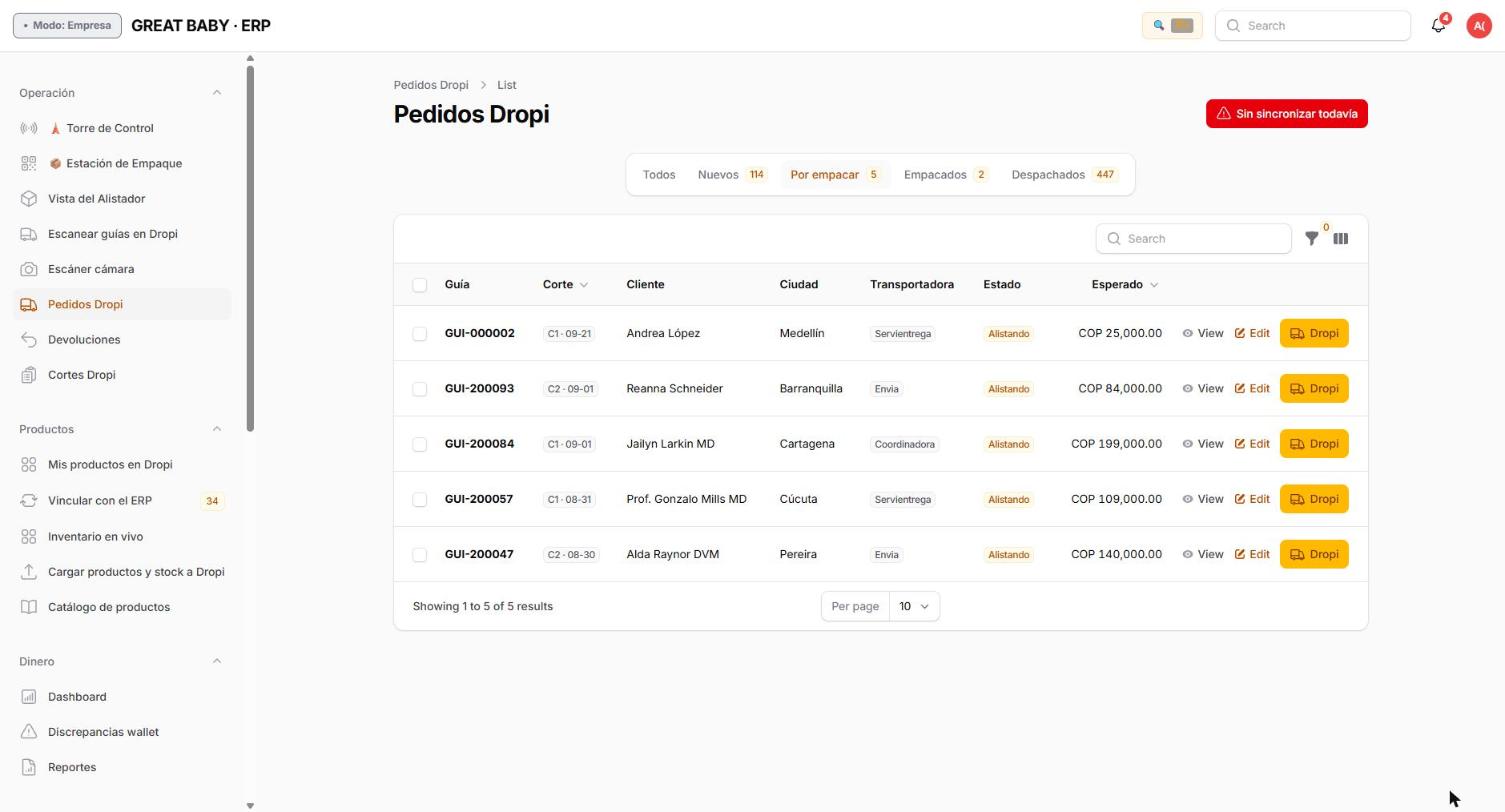 • Modo: Empresa GREAT BABY · ERP
Search
4
A(
Operación
Torre de Control
Estación de Empaque
Vista del Alistador
Escanear guías en Dropi
Escáner cámara
Pedidos Dropi
Devoluciones
Cortes Dropi
Productos
Mis productos en Dropi
Vincular con el ERP 34
Inventario en vivo
Cargar productos y stock a Dropi
Catálogo de productos
Dinero
Dashboard
Discrepancias wallet
Reportes
Pedidos Dropi > List
Pedidos Dropi
Sin sincronizar todavía
Todos Nuevos 114 Por empacar 5 Empacados 2 Despachados 447
Search 0
Guía Corte Cliente Ciudad Transportadora Estado Esperado
GUI-000002 C1 · 09-21 Andrea López Medellín Servientrega Alistando COP 25,000.00 View Edit Dropi
GUI-200093 C2 · 09-01 Reanna Schneider Barranquilla Envia Alistando COP 84,000.00 View Edit Dropi
GUI-200084 C1 · 09-01 Jailyn Larkin MD Cartagena Coordinadora Alistando COP 199,000.00 View Edit Dropi
GUI-200057 C1 · 08-31 Prof. Gonzalo Mills MD Cúcuta Servientrega Alistando COP 109,000.00 View Edit Dropi
GUI-200047 C2 · 08-30 Alda Raynor DVM Pereira Envia Alistando COP 140,000.00 View Edit Dropi
Showing 1 to 5 of 5 results
Per page 10